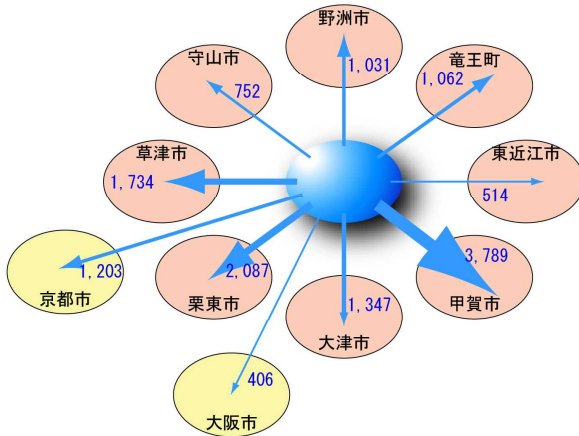 野洲市
1,031
守山市
752
竜王町
1,062
草津市
1,734
東近江市
514
京都市
1,203
栗東市
2,087
大津市
1,347
甲賀市
3,789
大阪市
406